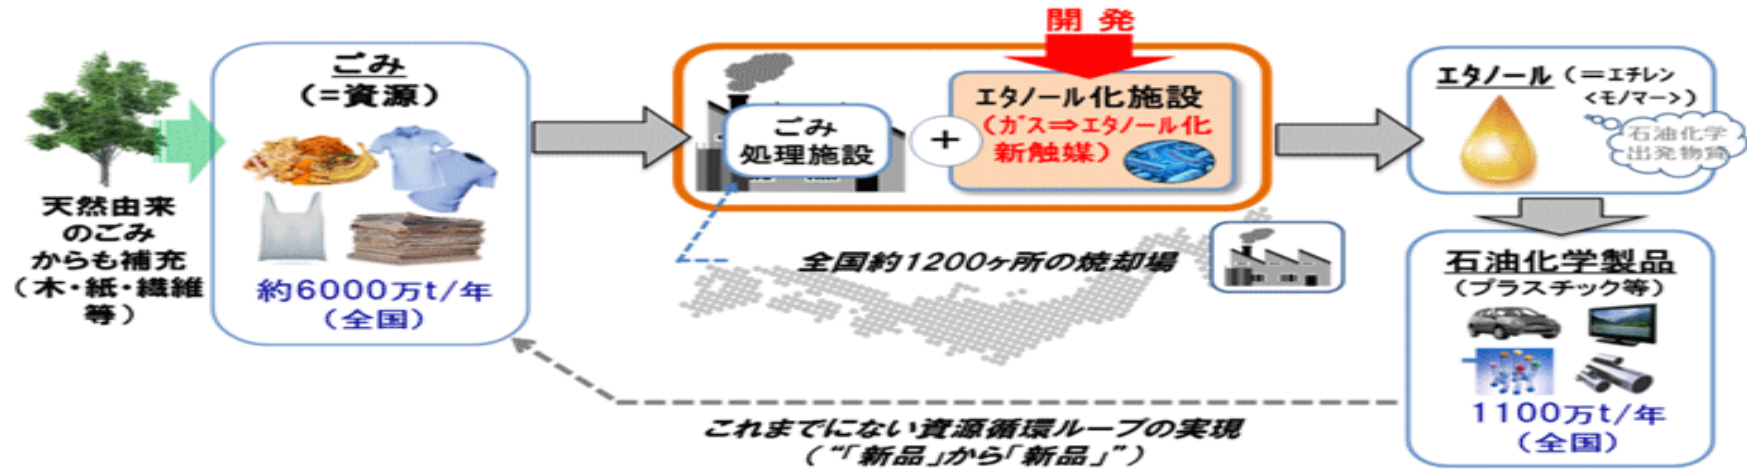 開 発
ごみ
(=資源)
天然由来
のごみ
からも補充
(木・紙・繊維
等)
約6000万t/年
(全国)
ごみ
処理施設
+
エタノール化施設
(ガス⇒エタノール化
新触媒)
全国約1200ヶ所の焼却場
エタノール (=エチレン
<モノマー>)
石油化学
出発物質
石油化学製品
(プラスチック等)
1100万t/年
(全国)
これまでにない資源循環ループの実現
("「新品」から「新品」")